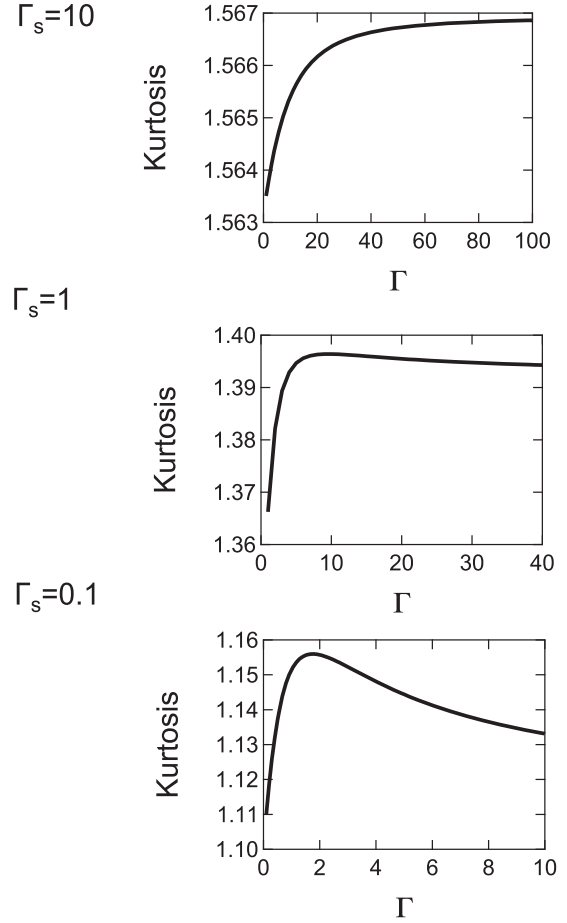 Γs=10
1.567
1.566
1.565
1.564
1.563
Kurtosis
0 20 40 60 80 100
Γ
Γs=1
1.40
1.39
1.38
1.37
1.36
Kurtosis
0 10 20 30 40
Γ
Γs=0.1
1.16
1.15
1.14
1.13
1.12
1.11
1.10
Kurtosis
0 2 4 6 8 10
Γ